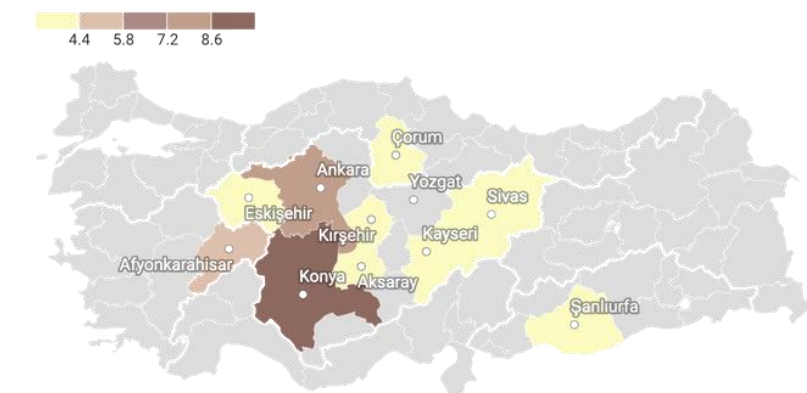 4.4 5.8 7.2 8.6
Çorum
Ankara
Yozgat
Sivas
Eskişehir
Kırşehir
Kayseri
Afyonkarahisar
Konya
Aksaray
Şanlıurfa